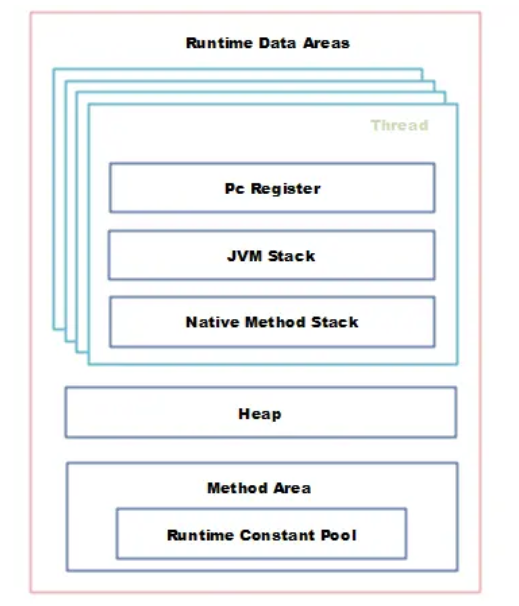 Runtime Data Areas
Thread
Pc Register
JVM Stack
Native Method Stack
Heap
Method Area
Runtime Constant Pool